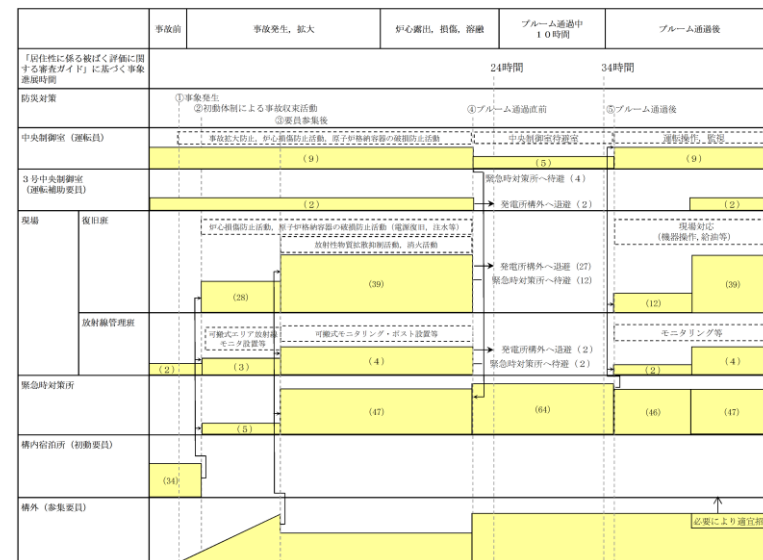 事故前
事故発生，拡大
炉心露出，損傷，溶融
プルーム通過中
10時間
プルーム通過後
「居住性に係る被ばく評価に関
する審査ガイド」に基づく事象
進展時間
24時間
34時間
防災対策
①事象発生
②初動体制による事故収束活動
③要員参集後
④プルーム通過直前
⑤プルーム通過後
中央制御室（運転員）
事故拡大防止，炉心損傷防止活動，原子炉格納容器の破損防止活動
中央制御室待避室
運転操作，監視
(9)
(5)
(9)
3号中央制御室
（運転補助要員）
緊急時対策所へ待避（4）
(2)
発電所構外へ退避（2）
(2)
現場
復旧班
炉心損傷防止活動，原子炉格納容器の破損防止活動（電源復旧，注水等）
放射性物質拡散抑制活動，消火活動
現場対応
（機器操作，給油等）
発電所構外へ退避（27）
緊急時対策所へ待避（12）
(28)
(39)
(12)
(39)
放射線管理班
可搬式エリア放射線
モニタ設置等
可搬式モニタリング・ポスト設置等
モニタリング等
発電所構外へ退避（2）
緊急時対策所へ待避（2）
(2)
(3)
(4)
(2)
(4)
緊急時対策所
(5)
(47)
(64)
(46)
(47)
構内宿泊所（初動要員）
(34)
構外（参集要員）
必要により適宜招